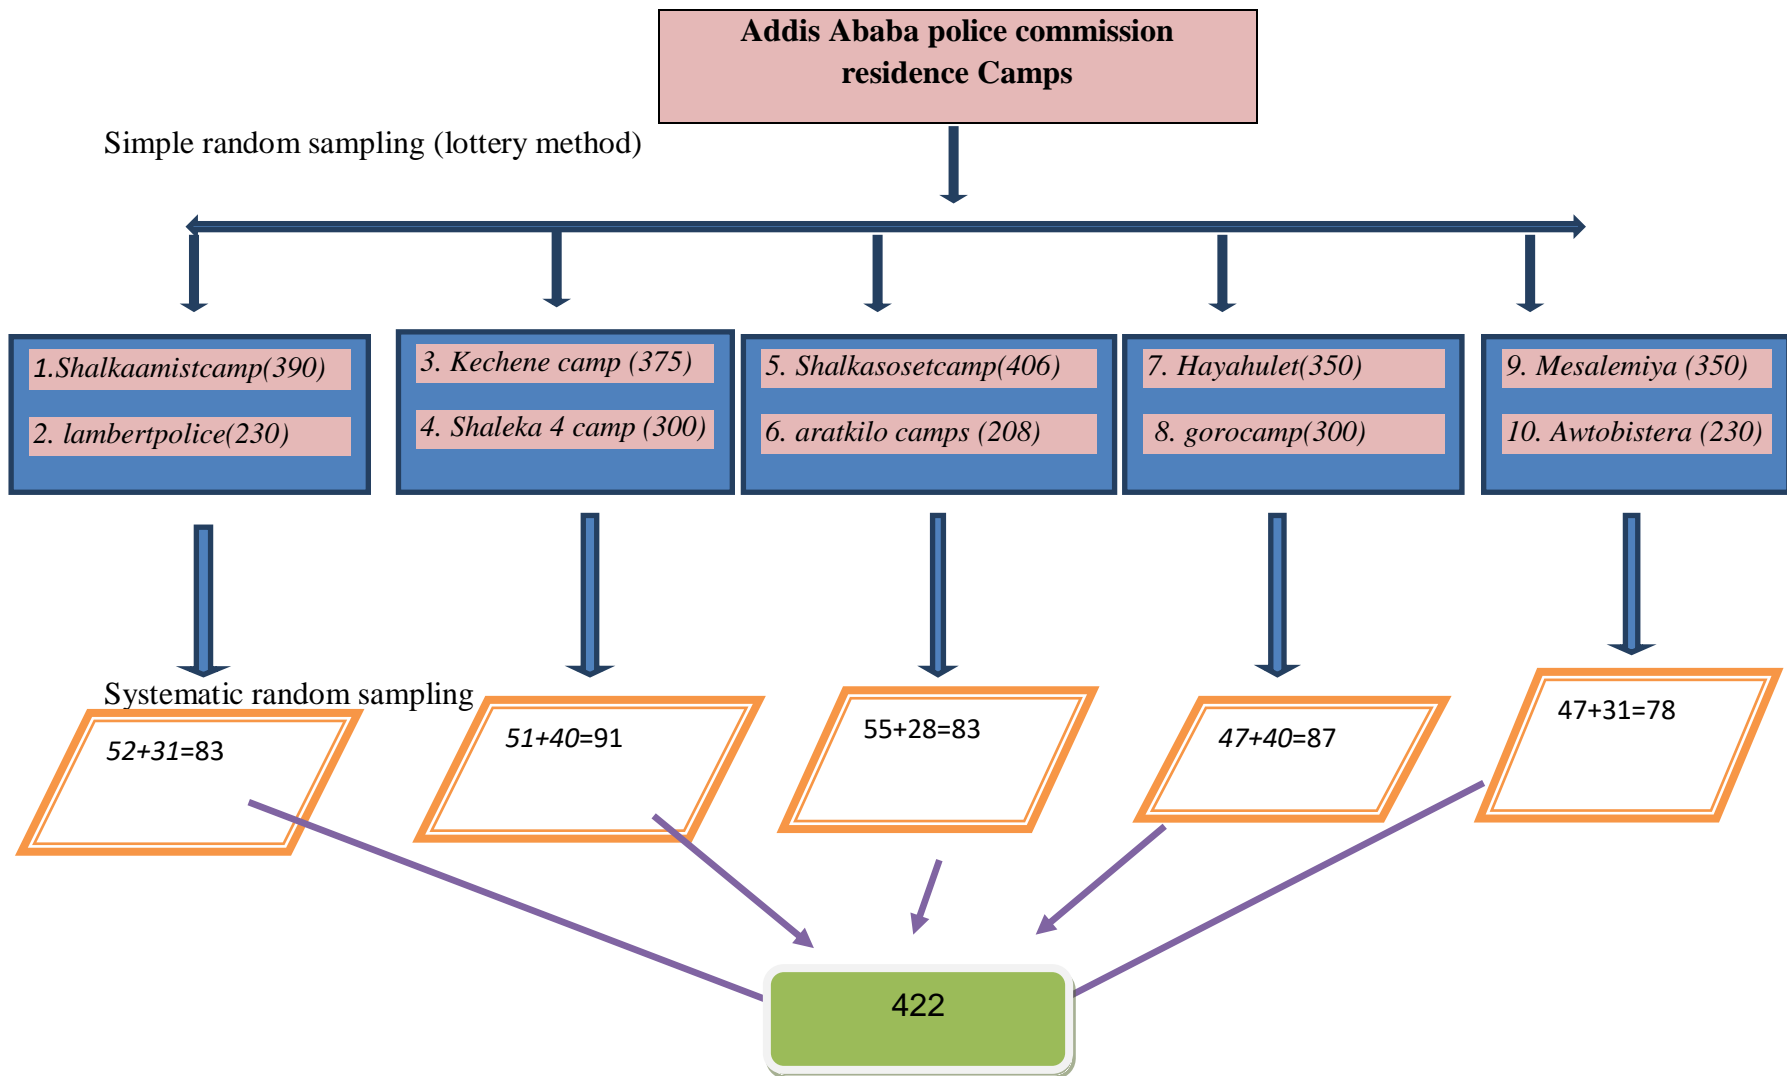 Addis Ababa police commission
residence Camps
Simple random sampling (lottery method)
1.Shalkaamistcamp(390)
2. lambertpolice(230)
3. Kechene camp (375)
4. Shaleka 4 camp (300)
5. Shalkasosetcamp(406)
6. aratkilo camps (208)
7. Hayahulet(350)
8. gorocamp(300)
9. Mesalemiya (350)
10. Awtobistera (230)
Systematic random sampling
52+31=83
51+40=91
55+28=83
47+40=87
47+31=78
422